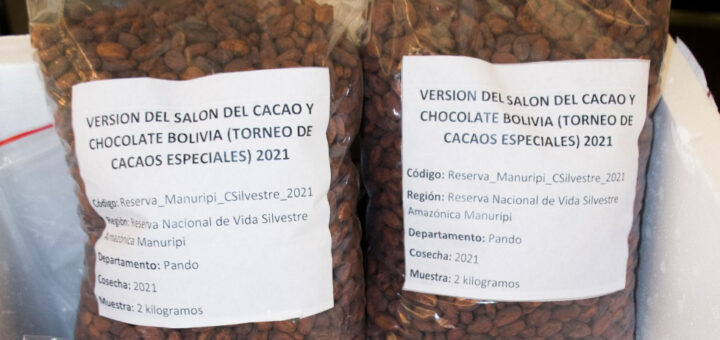 VERSION DEL SALON DEL CACAO Y
CHOCOLATE BOLIVIA (TORNEO DE
CACAOS ESPECIALES) 2021
Código: Reserva_Manuripi_CSilvestre_2021
Región: Reserva Nacional de Vida Silvestre
Amazónica Manuripi
Departamento: Pando
Cosecha: 2021
Muestra: 2 kilogramos
VERSION DEL SALON DEL CACAO Y
CHOCOLATE BOLIVIA (TORNEO DE
CACAOS ESPECIALES) 2021
Código: Reserva_Manuripi_CSilvestre_2021
Región: Reserva Nacional de Vida Silvestre
Amazónica Manuripi
Departamento: Pando
Cosecha: 2021
Muestra: 2 kilogramos